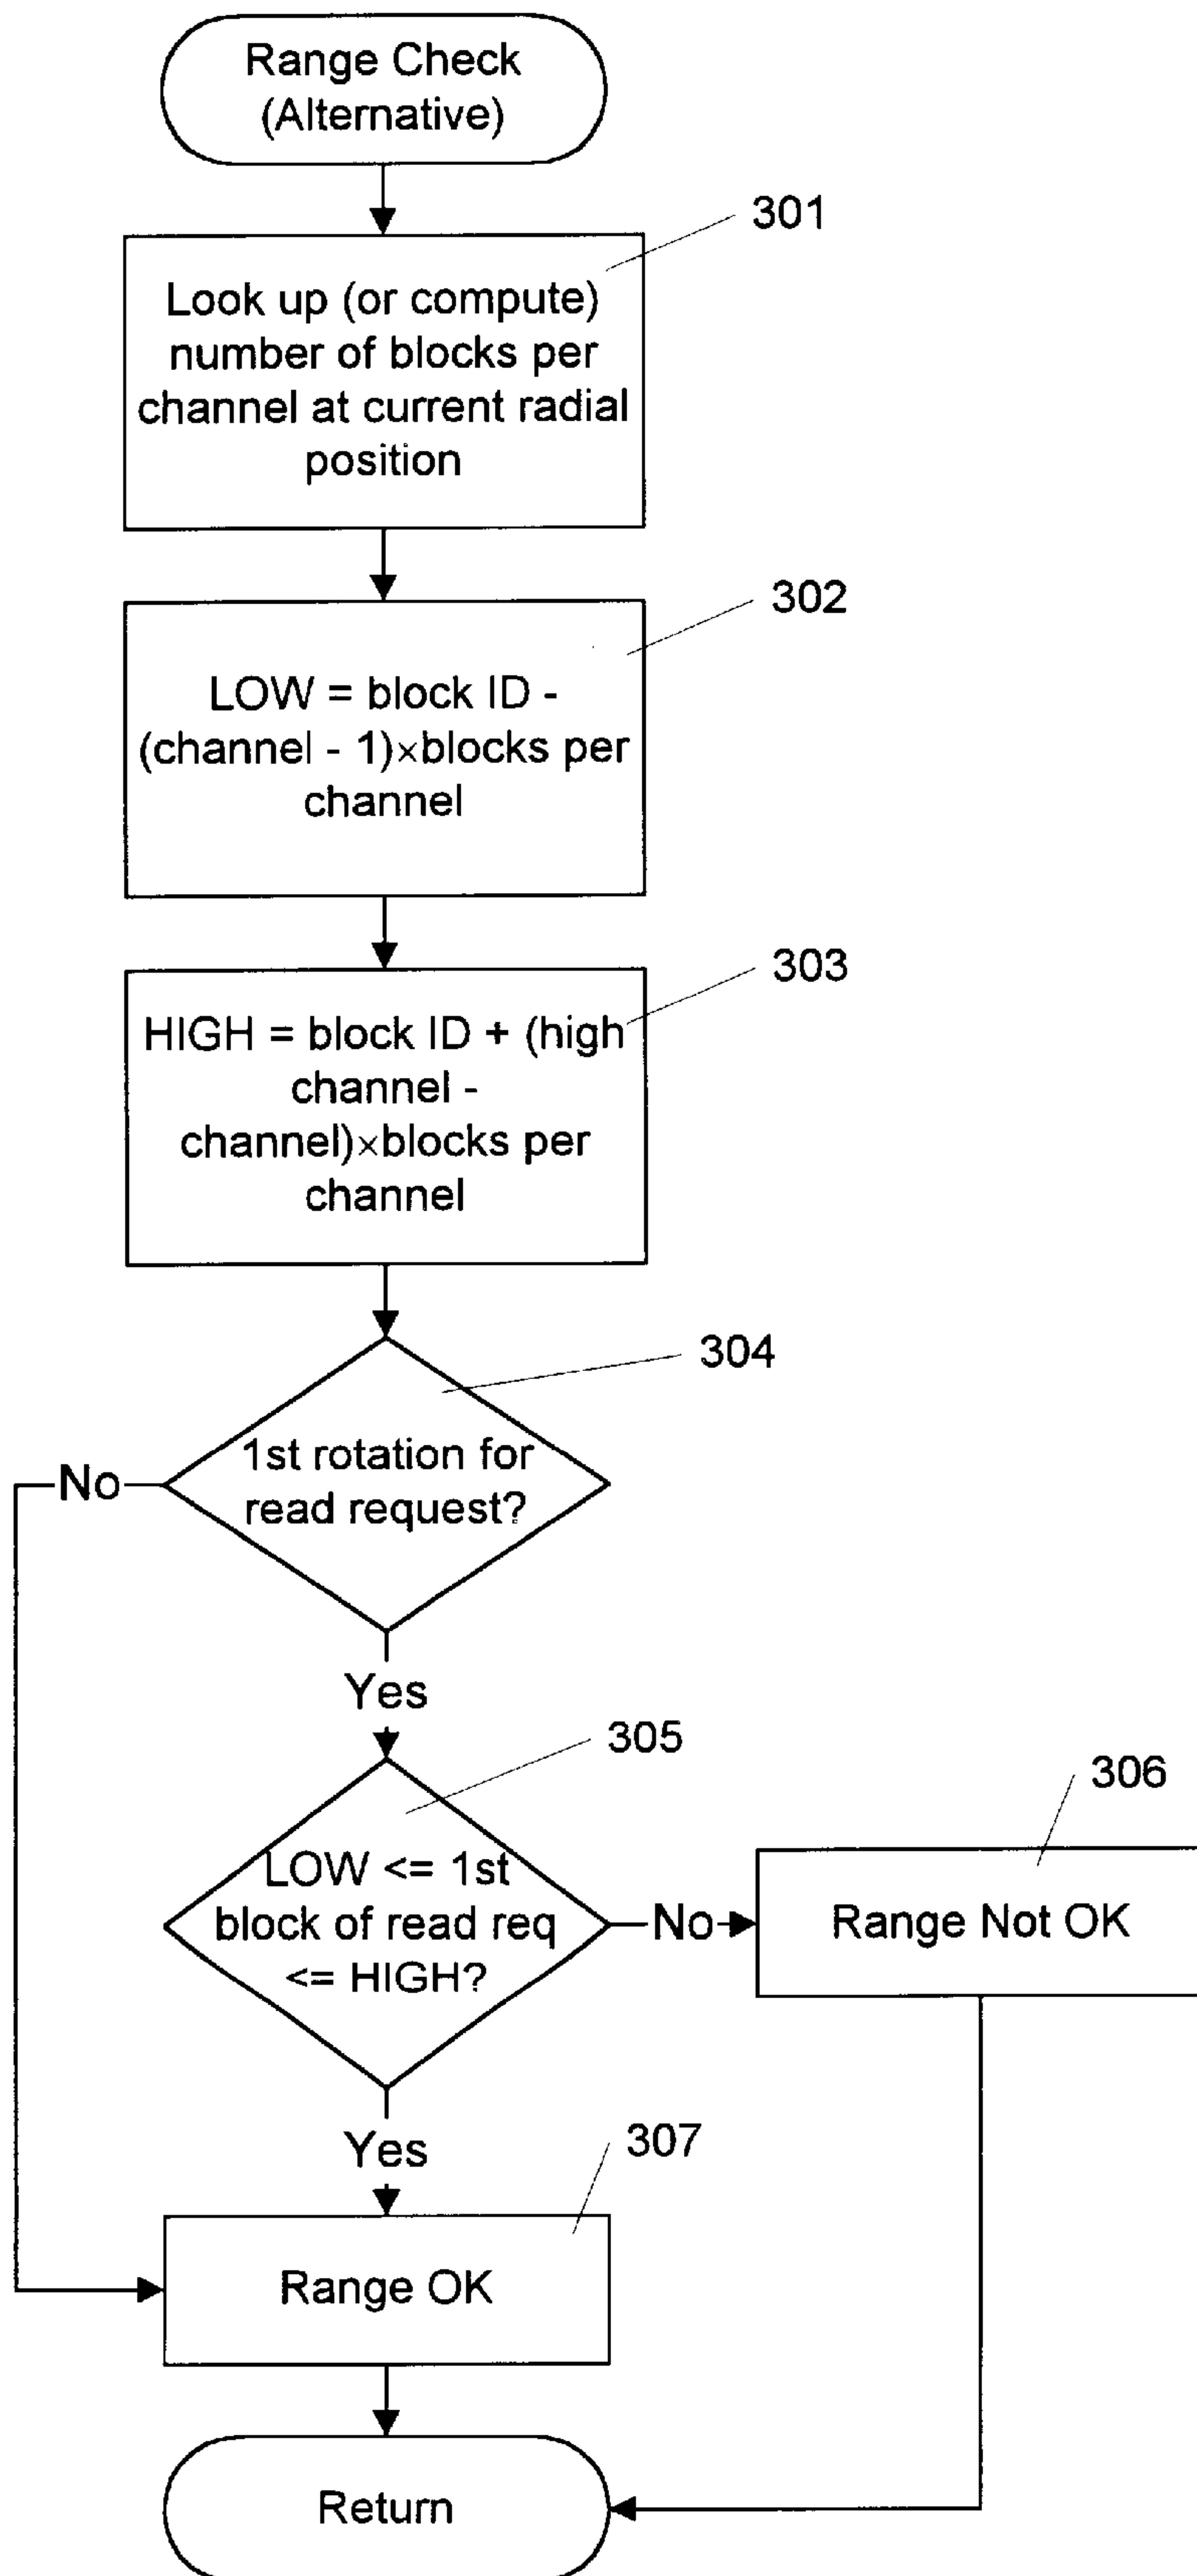 Range Check
(Alternative)
301
Look up (or compute)
number of blocks per
channel at current radial
position
302
LOW = block ID -
(channel - 1)×blocks per
channel
303
HIGH = block ID + (high
channel -
channel)×blocks per
channel
304
1st rotation for
read request?
No
Yes
305
306
LOW <= 1st
block of read req
<= HIGH?
No
Range Not OK
Yes
307
Range OK
Return